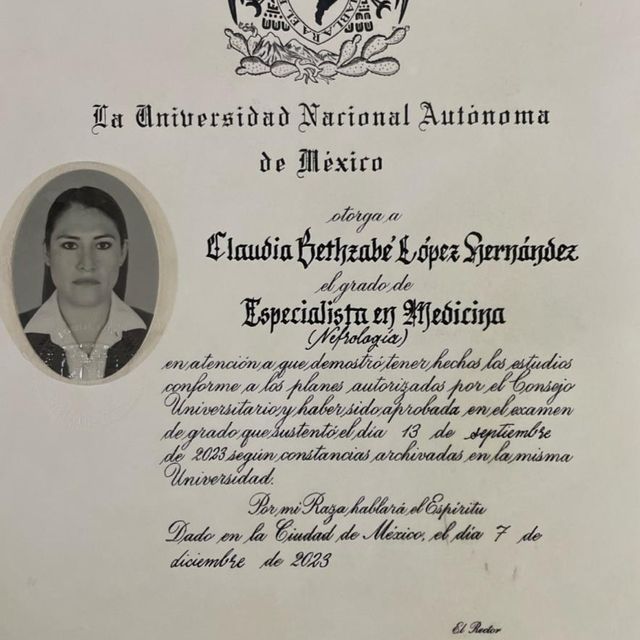 HABLARA EL
La Universidad Nacional Autónoma
de México
otorga a
Claudia Bethzabé López Hernández
el grado de
Especialista en Medicina
(Nefrología)
en atención a que demostró tener hechos los estudios
conforme a los planes autorizados por el Consejo
Universitario y haber sido aprobada en el examen
de grado que sustentó el día 13 de septiembre
de 2023 según constancias archivadas en la misma
Universidad.
Por mi Raza hablará el Espíritu
Dado en la Ciudad de México, el día 7 de
diciembre de 2023
El Rector